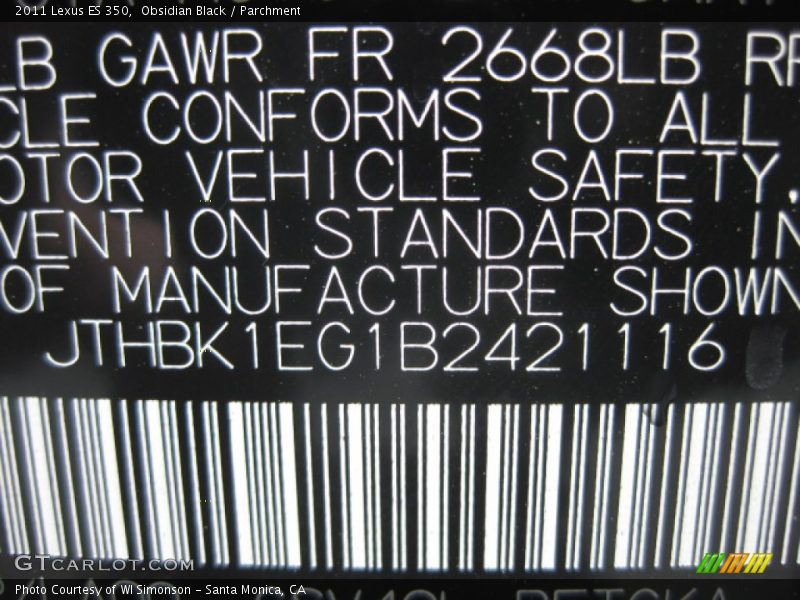 2011 Lexus ES 350, Obsidian Black / Parchment
LB GAWR FR 2668LB RR
CLE CONFORMS TO ALL
OTOR VEHICLE SAFETY,
VENTION STANDARDS IN
OF MANUFACTURE SHOWN
JTHBK1EG1B2421116
GTCARLOT.COM
Photo Courtesy of WI Simonson - Santa Monica, CA